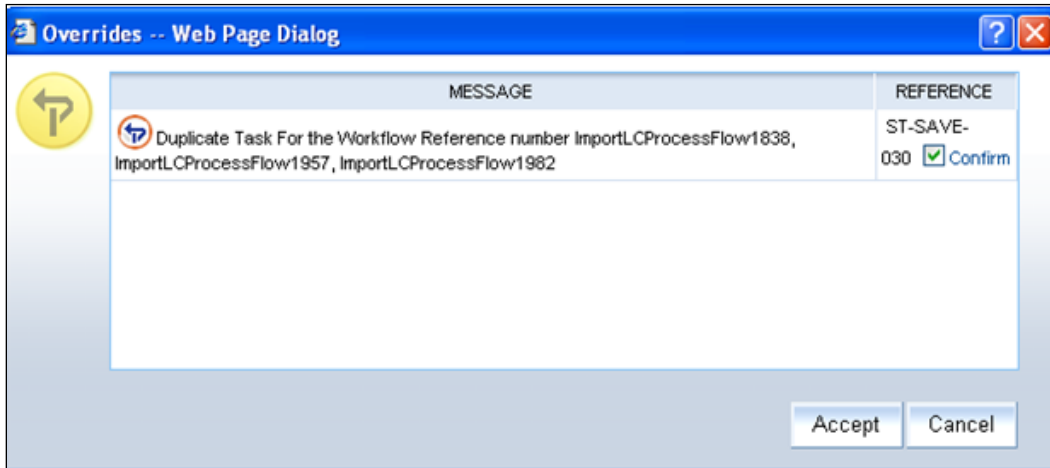 Overrides -- Web Page Dialog
MESSAGE
REFERENCE
Duplicate Task For the Workflow Reference number ImportLCProcessFlow1838,
ImportLCProcessFlow1957, ImportLCProcessFlow1982
ST-SAVE-
030 Confirm
Accept
Cancel